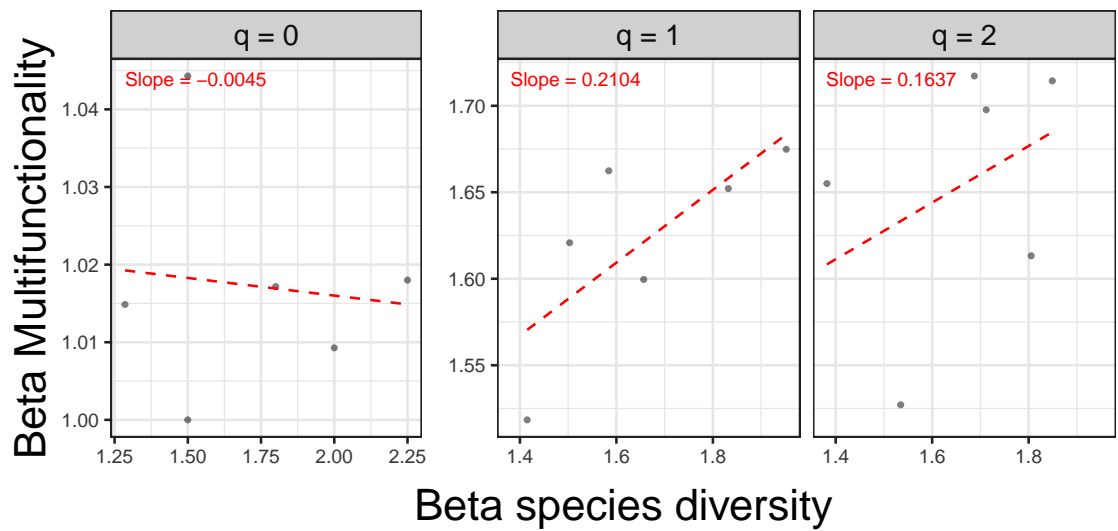 q = 0
q = 1
q = 2
Slope = −0.0045
Slope = 0.2104
Slope = 0.1637
Beta Multifunctionality
1.04
1.03
1.02
1.01
1.00
1.70
1.65
1.60
1.55
1.25 1.50 1.75 2.00 2.25
1.4 1.6 1.8
1.4 1.6 1.8
Beta species diversity